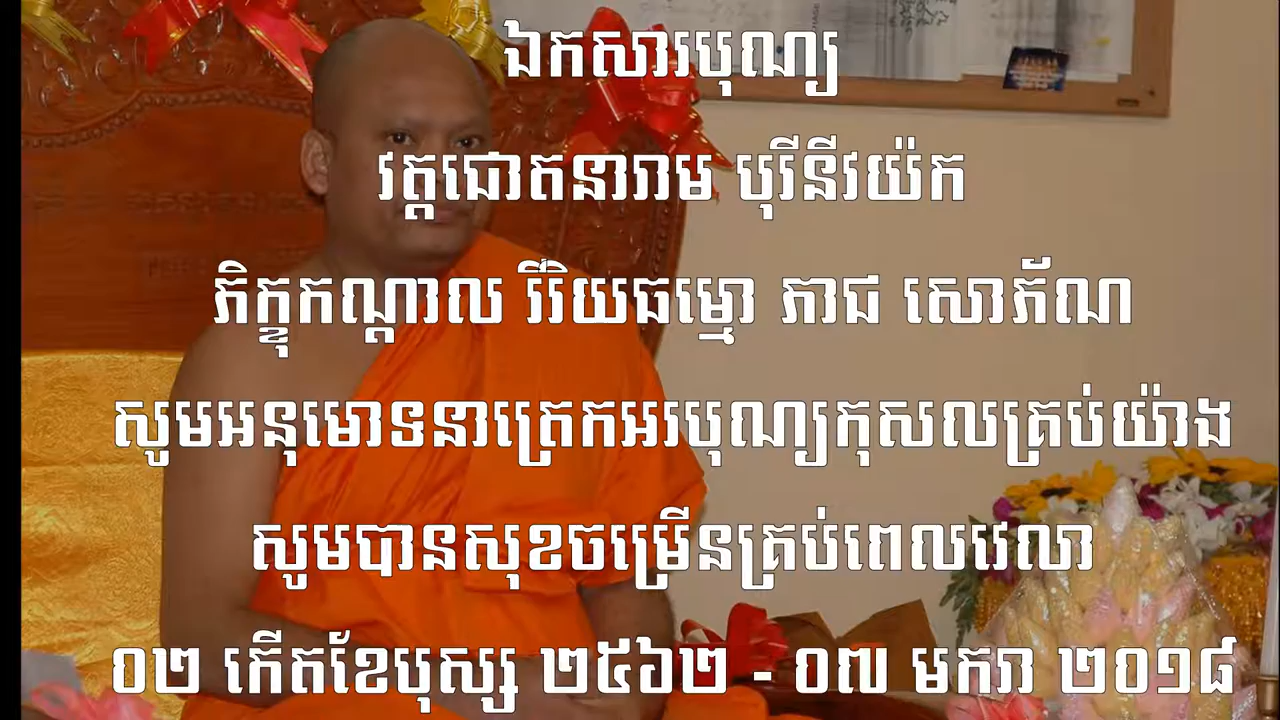 ឯកសារបុណ្យ
វត្តជោតនារាម បុរីនីវយ៉ក
ភិក្ខុកណ្ដាល វីរិយធម្មោ ភាជ សោភ័ណ
សូមអនុមោទនាត្រេកអរបុណ្យកុសលគ្រប់យ៉ាង
សូមបានសុខចម្រើនគ្រប់ពេលវេលា
០២ កើតខែបុស្ស ២៥៦២ - ០៧ មករា ២០១៨